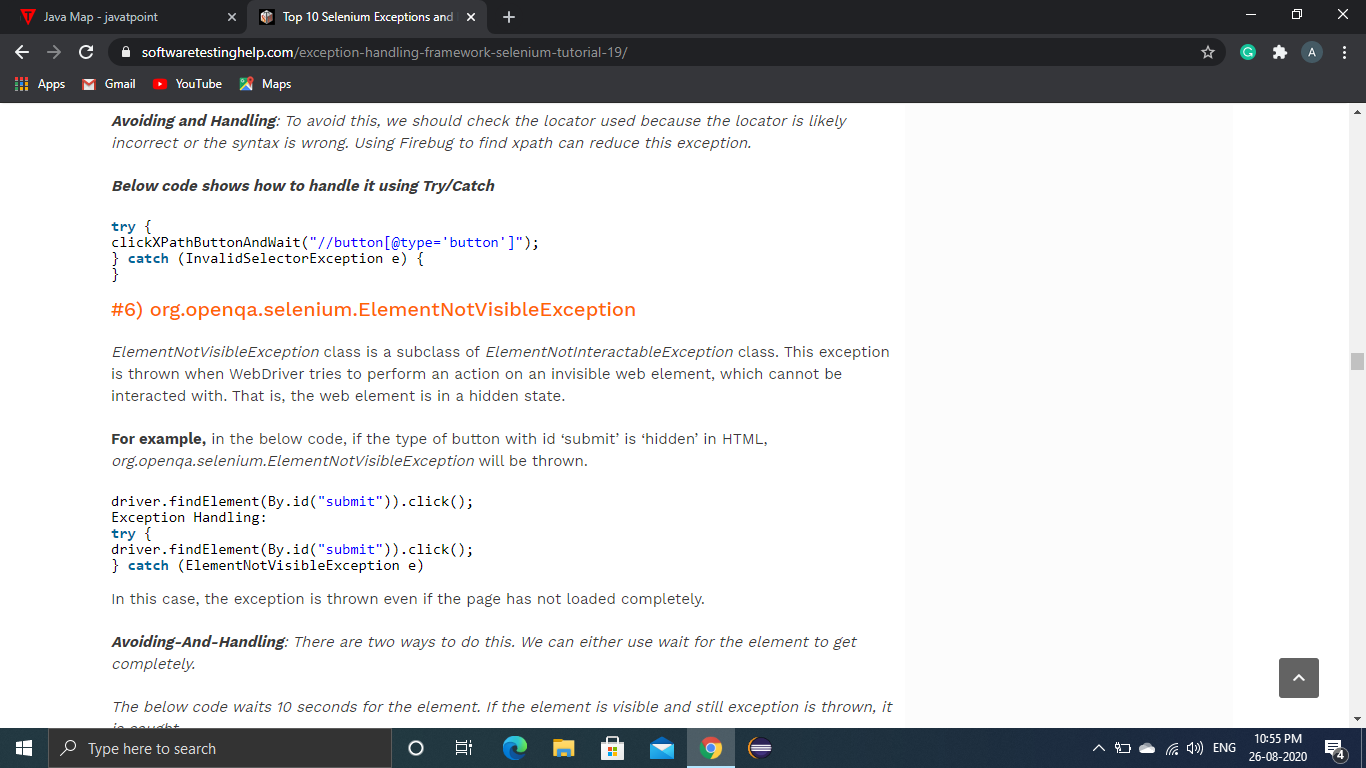 Java Map - javatpoint
Top 10 Selenium Exceptions and
softwaretestinghelp.com/exception-handling-framework-selenium-tutorial-19/
G
A
Apps
Gmail
YouTube
Maps
Avoiding and Handling: To avoid this, we should check the locator used because the locator is likely
incorrect or the syntax is wrong. Using Firebug to find xpath can reduce this exception.
Below code shows how to handle it using Try/Catch
try {
clickXPathButtonAndWait("//button[@type='button']");
} catch (InvalidSelectorException e) {
}
#6) org.openqa.selenium.ElementNotVisibleException
ElementNotVisibleException class is a subclass of ElementNotInteractableException class. This exception
is thrown when WebDriver tries to perform an action on an invisible web element, which cannot be
interacted with. That is, the web element is in a hidden state.
For example, in the below code, if the type of button with id ‘submit’ is ‘hidden’ in HTML,
org.openqa.selenium.ElementNotVisibleException will be thrown.
driver.findElement(By.id("submit")).click();
Exception Handling:
try {
driver.findElement(By.id("submit")).click();
} catch (ElementNotVisibleException e)
In this case, the exception is thrown even if the page has not loaded completely.
Avoiding-And-Handling: There are two ways to do this. We can either use wait for the element to get
completely.
The below code waits 10 seconds for the element. If the element is visible and still exception is thrown, it
is caught.
Type here to search
ENG
10:55 PM
26-08-2020
4